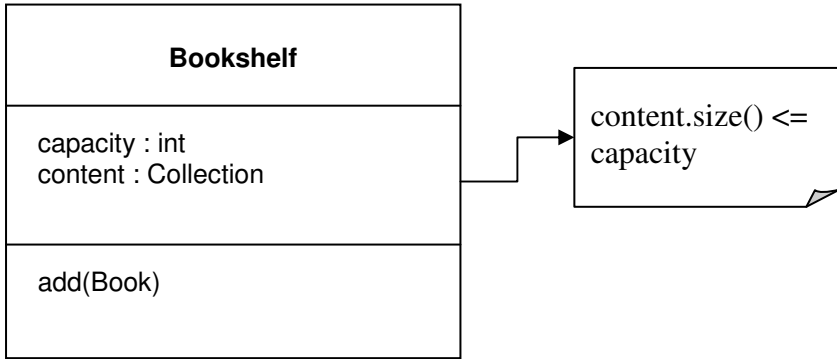 Bookshelf
capacity : int
content : Collection
add(Book)
content.size() <=
capacity